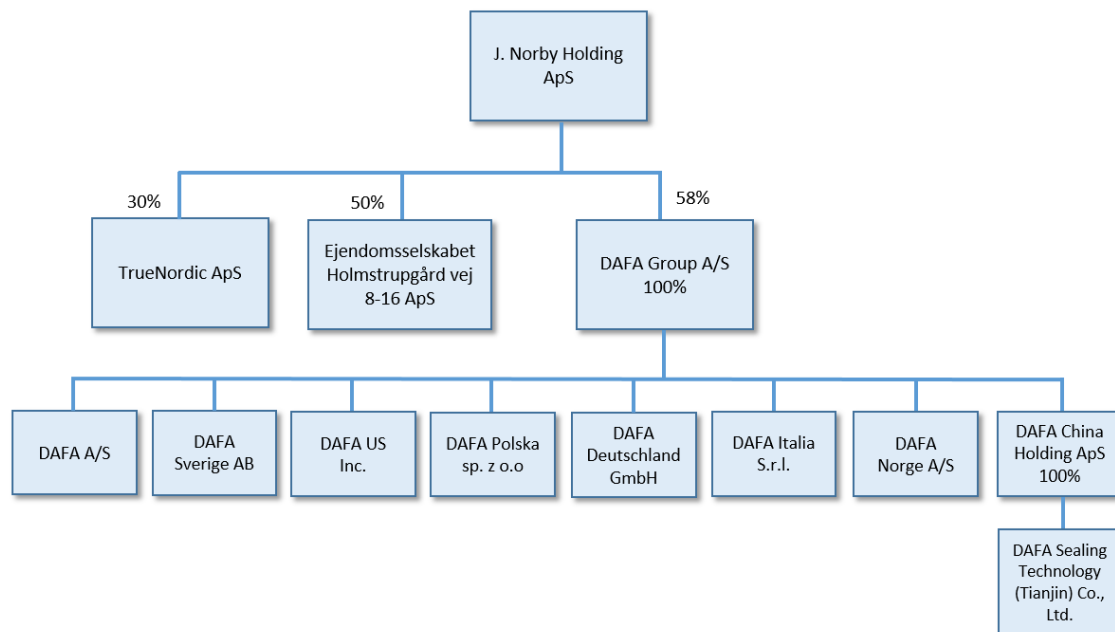 J. Norby Holding
ApS
30%
50%
58%
TrueNordic ApS
Ejendomsselskabet
Holmstrupgård vej
8-16 ApS
DAFA Group A/S
100%
DAFA A/S
DAFA
Sverige AB
DAFA US
Inc.
DAFA Polska
sp. z o.o
DAFA
Deutschland
GmbH
DAFA Italia
S.r.l.
DAFA
Norge A/S
DAFA China
Holding ApS
100%
DAFA Sealing
Technology
(Tianjin) Co.,
Ltd.